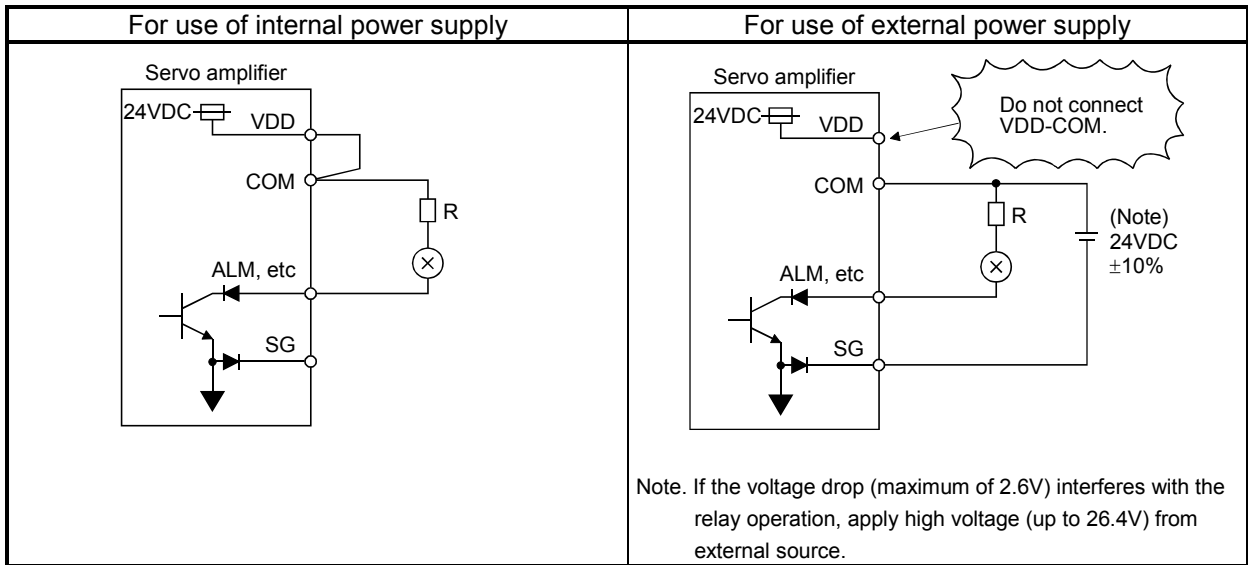 For use of internal power supply
For use of external power supply
Servo amplifier
24VDC
VDD
COM
R
ALM, etc
SG
Servo amplifier
24VDC
VDD
Do not connect
VDD-COM.
COM
R
(Note)
24VDC
±10%
ALM, etc
SG
Note. If the voltage drop (maximum of 2.6V) interferes with the
relay operation, apply high voltage (up to 26.4V) from
external source.